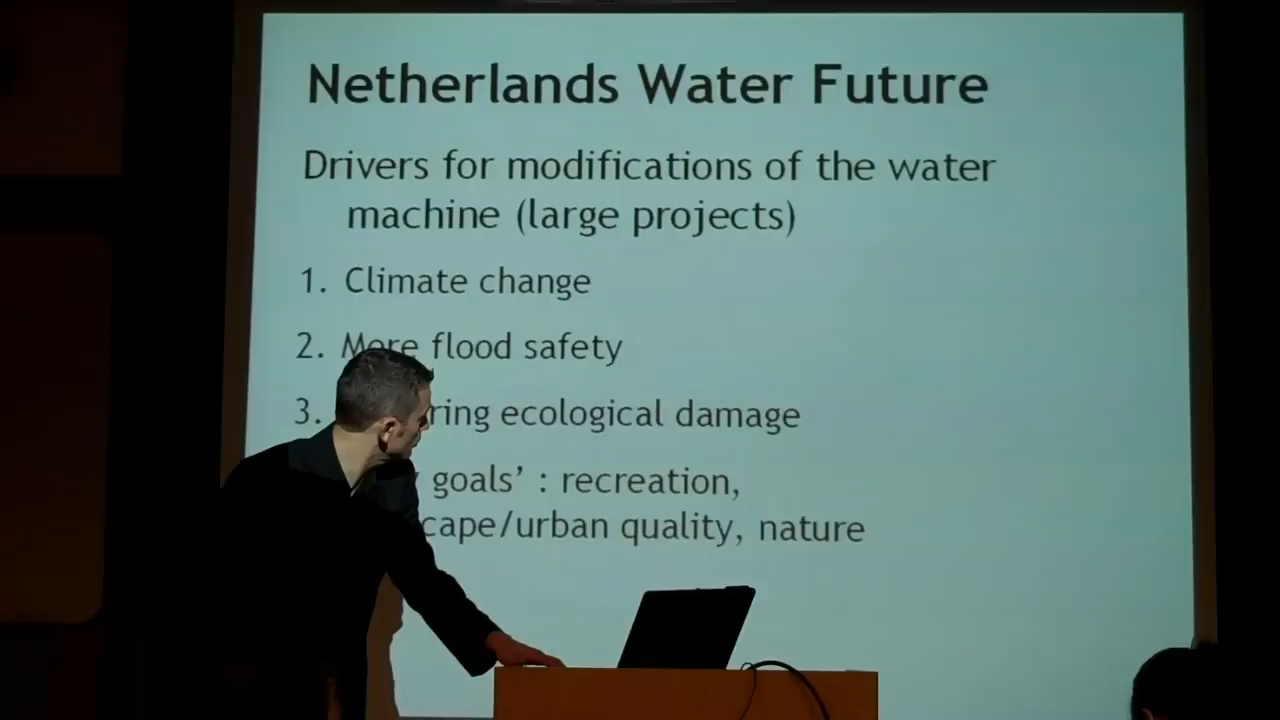 Netherlands Water Future
Drivers for modifications of the water
machine (large projects)
1. Climate change
2. More flood safety
3. ring ecological damage
goals’ : recreation,
cape/urban quality, nature